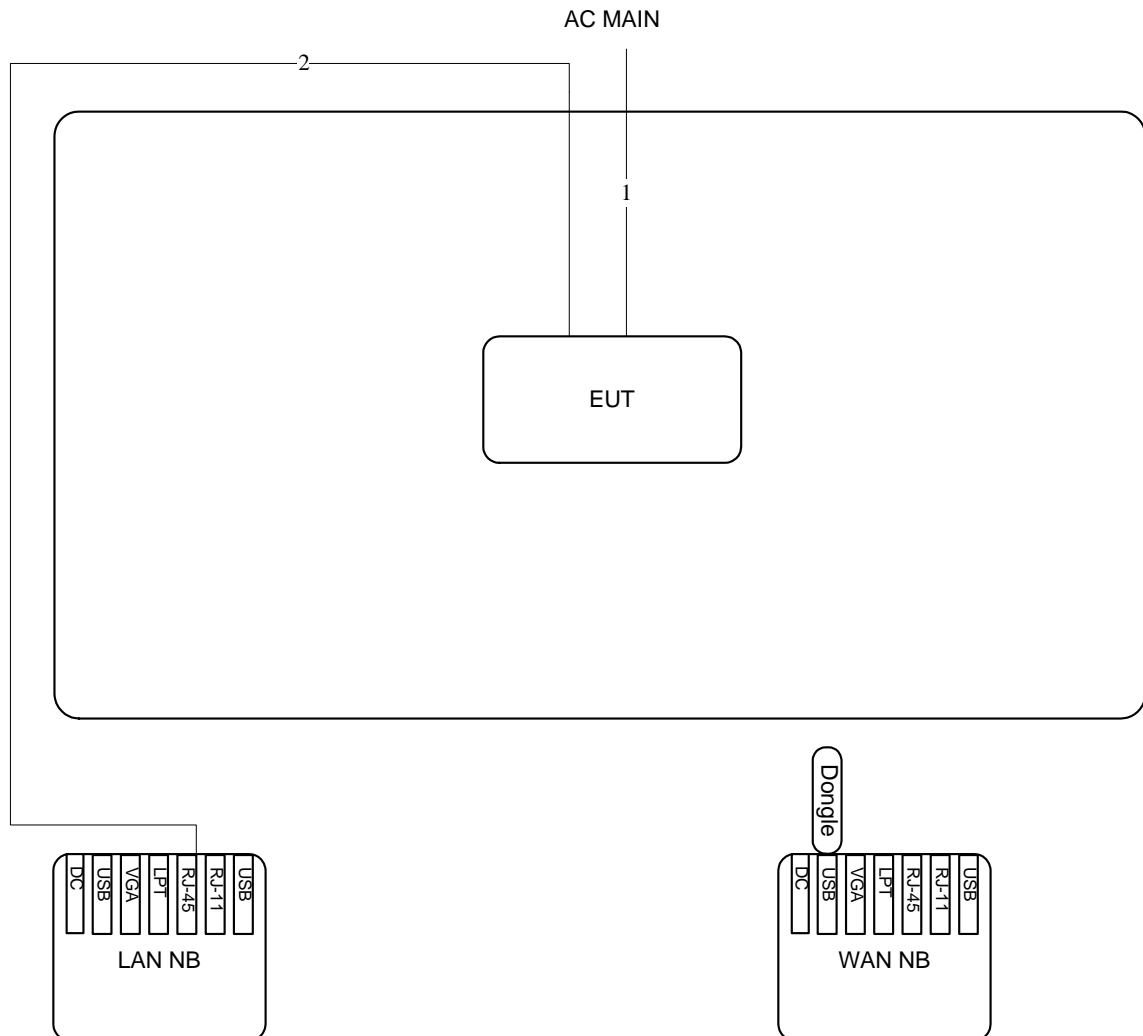 AC MAIN
2
1
EUT
Dongle
DC
USB
VGA
LPT
RJ-45
RJ-11
USB
LAN NB
DC
USB
VGA
LPT
RJ-45
RJ-11
USB
WAN NB